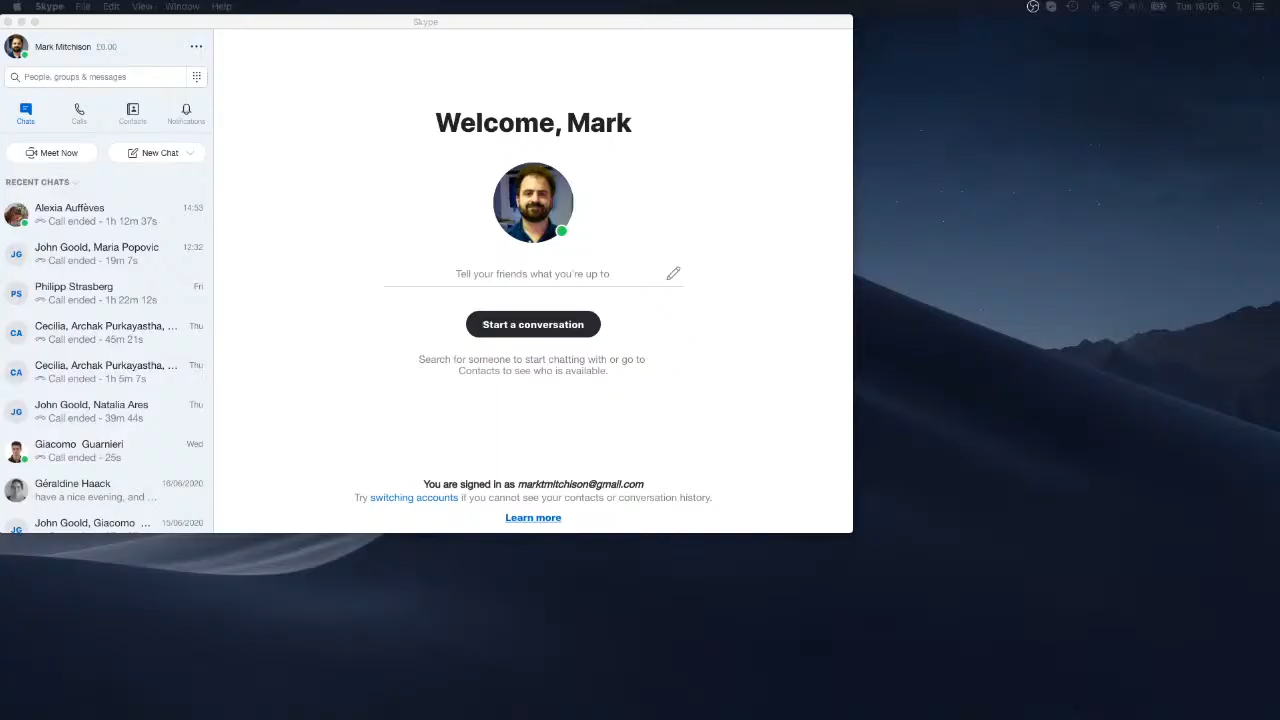 Skype File Edit View Window Help
Tue 16:06
Skype
Mark Mitchison £0.00
People, groups & messages
Chats Calls Contacts Notifications
Meet Now New Chat
RECENT CHATS
Alexia Auffèves 14:53
Call ended - 1h 12m 37s
JG
John Goold, Maria Popovic 12:32
Call ended - 19m 7s
PS
Philipp Strasberg Fri
Call ended - 1h 22m 12s
CA
Cecilia, Archak Purkayastha, ... Thu
Call ended - 45m 21s
CA
Cecilia, Archak Purkayastha, ... Thu
Call ended - 1h 5m 7s
JG
John Goold, Natalia Ares Thu
Call ended - 39m 44s
Giacomo Guarnieri Wed
Call ended - 25s
Géraldine Haack 16/06/2020
have a nice evening, and ...
JG
John Goold, Giacomo ... 15/06/2020
Welcome, Mark
Tell your friends what you're up to
Start a conversation
Search for someone to start chatting with or go to
Contacts to see who is available.
You are signed in as marktmitchison@gmail.com
Try switching accounts if you cannot see your contacts or conversation history.
Learn more